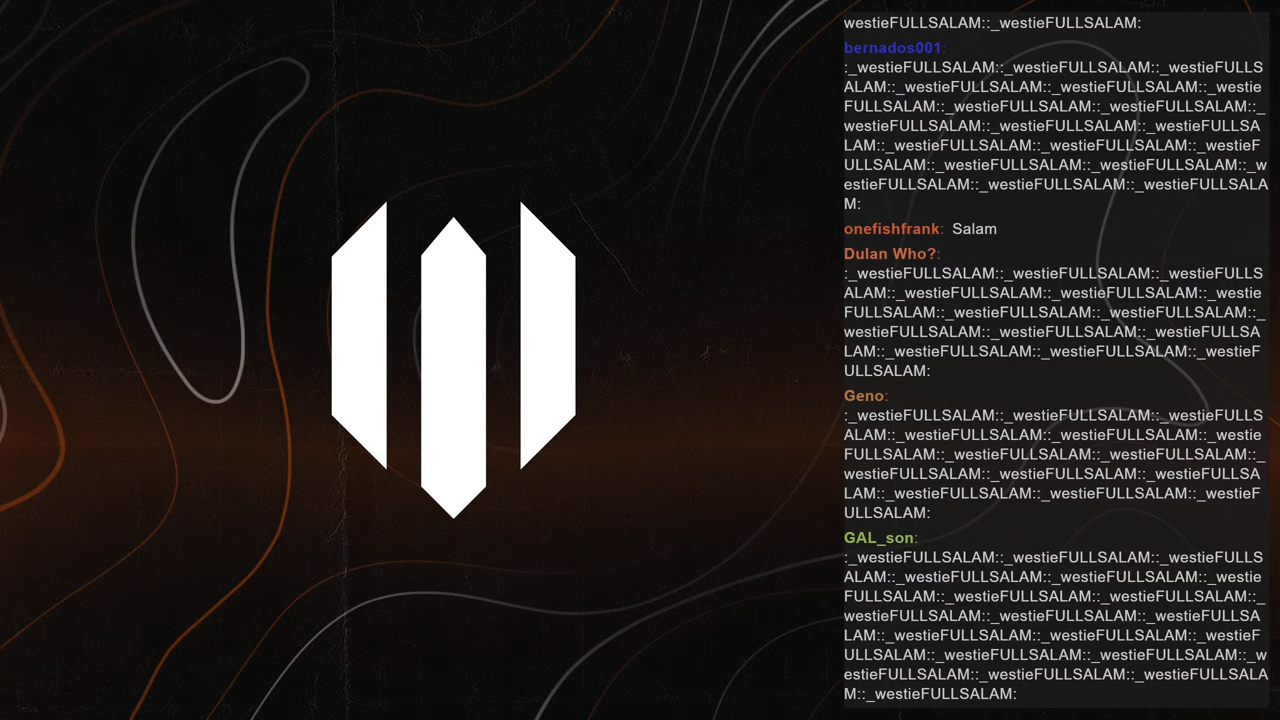 westieFULLSALAM::_westieFULLSALAM:
bernados001:
:_westieFULLSALAM::_westieFULLSALAM::_westieFULLS
ALAM::_westieFULLSALAM::_westieFULLSALAM::_westie
FULLSALAM::_westieFULLSALAM::_westieFULLSALAM::_
westieFULLSALAM::_westieFULLSALAM::_westieFULLSA
LAM::_westieFULLSALAM::_westieFULLSALAM::_westieF
ULLSALAM::_westieFULLSALAM::_westieFULLSALAM::_w
estieFULLSALAM::_westieFULLSALAM::_westieFULLSALA
M:
onefishfrank: Salam
Dulan Who?:
:_westieFULLSALAM::_westieFULLSALAM::_westieFULLS
ALAM::_westieFULLSALAM::_westieFULLSALAM::_westie
FULLSALAM::_westieFULLSALAM::_westieFULLSALAM::_
westieFULLSALAM::_westieFULLSALAM::_westieFULLSA
LAM::_westieFULLSALAM::_westieFULLSALAM::_westieF
ULLSALAM:
Geno:
:_westieFULLSALAM::_westieFULLSALAM::_westieFULLS
ALAM::_westieFULLSALAM::_westieFULLSALAM::_westie
FULLSALAM::_westieFULLSALAM::_westieFULLSALAM::_
westieFULLSALAM::_westieFULLSALAM::_westieFULLSA
LAM::_westieFULLSALAM::_westieFULLSALAM::_westieF
ULLSALAM:
GAL_son:
:_westieFULLSALAM::_westieFULLSALAM::_westieFULLS
ALAM::_westieFULLSALAM::_westieFULLSALAM::_westie
FULLSALAM::_westieFULLSALAM::_westieFULLSALAM::_
westieFULLSALAM::_westieFULLSALAM::_westieFULLSA
LAM::_westieFULLSALAM::_westieFULLSALAM::_westieF
ULLSALAM::_westieFULLSALAM::_westieFULLSALAM::_w
estieFULLSALAM::_westieFULLSALAM::_westieFULLSALA
M::_westieFULLSALAM: